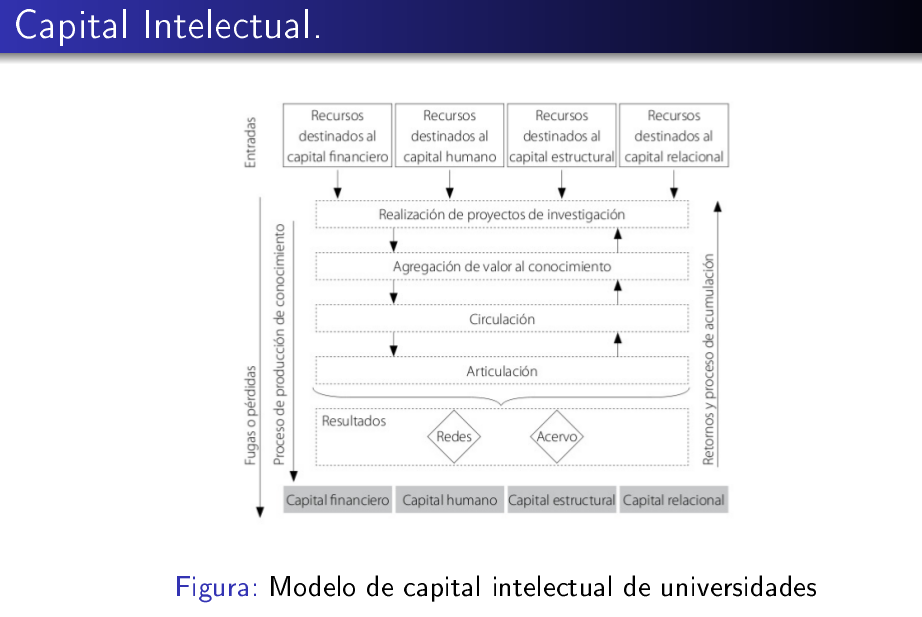 Capital Intelectual.
Entradas
Recursos
destinados al
capital financiero
Recursos
destinados al
capital humano
Recursos
destinados al
capital estructural
Recursos
destinados al
capital relacional
Fugas o pérdidas
Proceso de producción de conocimiento
Realización de proyectos de investigación
Agregación de valor al conocimiento
Circulación
Articulación
Resultados
Redes
Acervo
Retornos y proceso de acumulación
Capital financiero
Capital humano
Capital estructural
Capital relacional
Figura: Modelo de capital intelectual de universidades